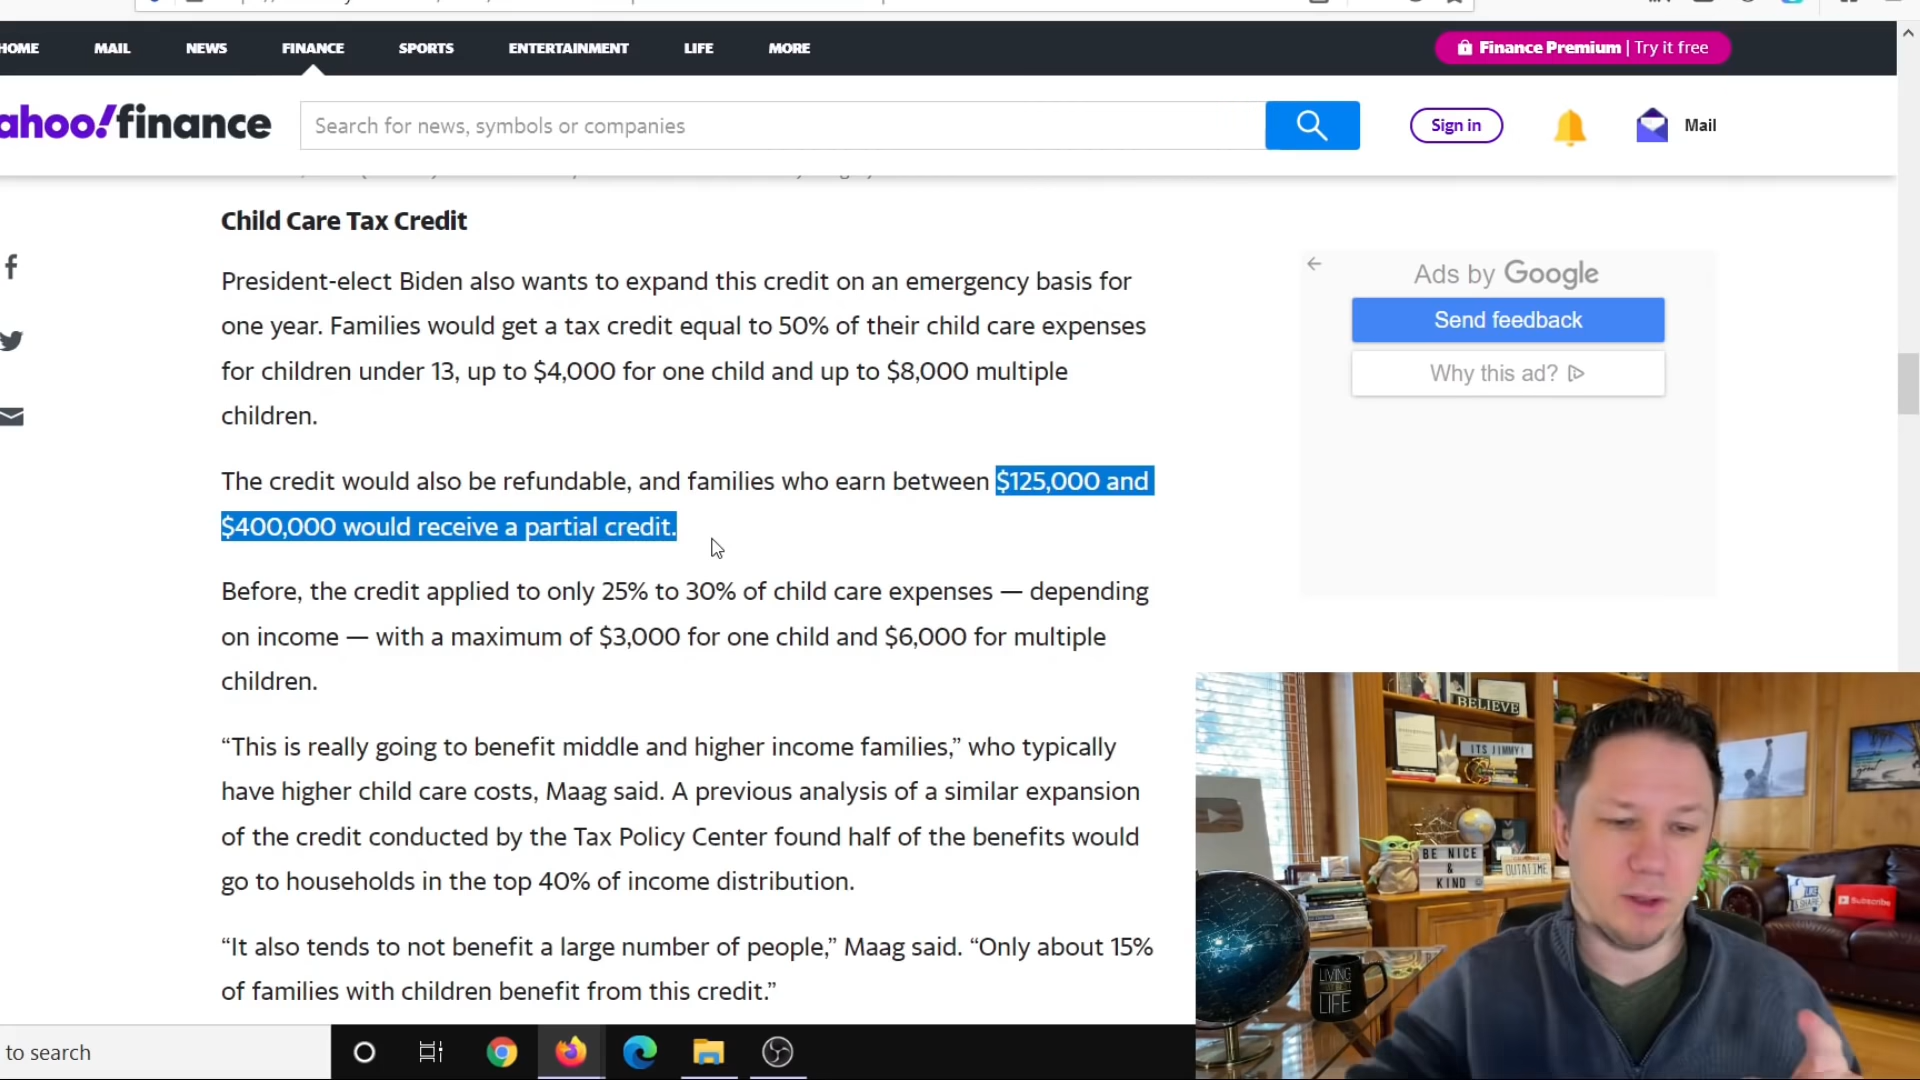 HOME MAIL NEWS FINANCE SPORTS ENTERTAINMENT LIFE MORE Finance Premium | Try it free
ahoo!finance Search for news, symbols or companies Sign in Mail
Child Care Tax Credit
President-elect Biden also wants to expand this credit on an emergency basis for
one year. Families would get a tax credit equal to 50% of their child care expenses
for children under 13, up to $4,000 for one child and up to $8,000 multiple
children.
The credit would also be refundable, and families who earn between $125,000 and
$400,000 would receive a partial credit.
Before, the credit applied to only 25% to 30% of child care expenses — depending
on income — with a maximum of $3,000 for one child and $6,000 for multiple
children.
“This is really going to benefit middle and higher income families,” who typically
have higher child care costs, Maag said. A previous analysis of a similar expansion
of the credit conducted by the Tax Policy Center found half of the benefits would
go to households in the top 40% of income distribution.
“It also tends to not benefit a large number of people,” Maag said. “Only about 15%
of families with children benefit from this credit.”
Ads by Google
Send feedback
Why this ad?
BELIEVE
ITS JIMMY!
BE NICE
&
KIND
OUTATIME
LIKE
SHARE
Subscribe
LIVING
LIFE
to search